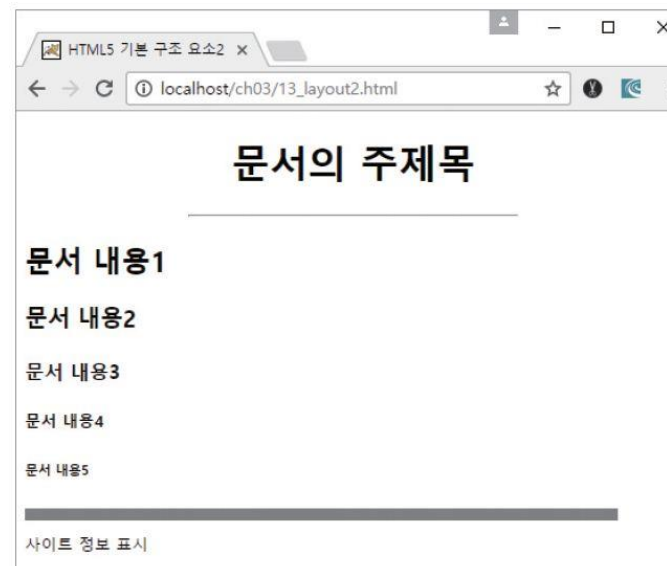 HTML5 기본 구조 요소2
localhost/ch03/13_layout2.html
문서의 주제목
문서 내용1
문서 내용2
문서 내용3
문서 내용4
문서 내용5
사이트 정보 표시